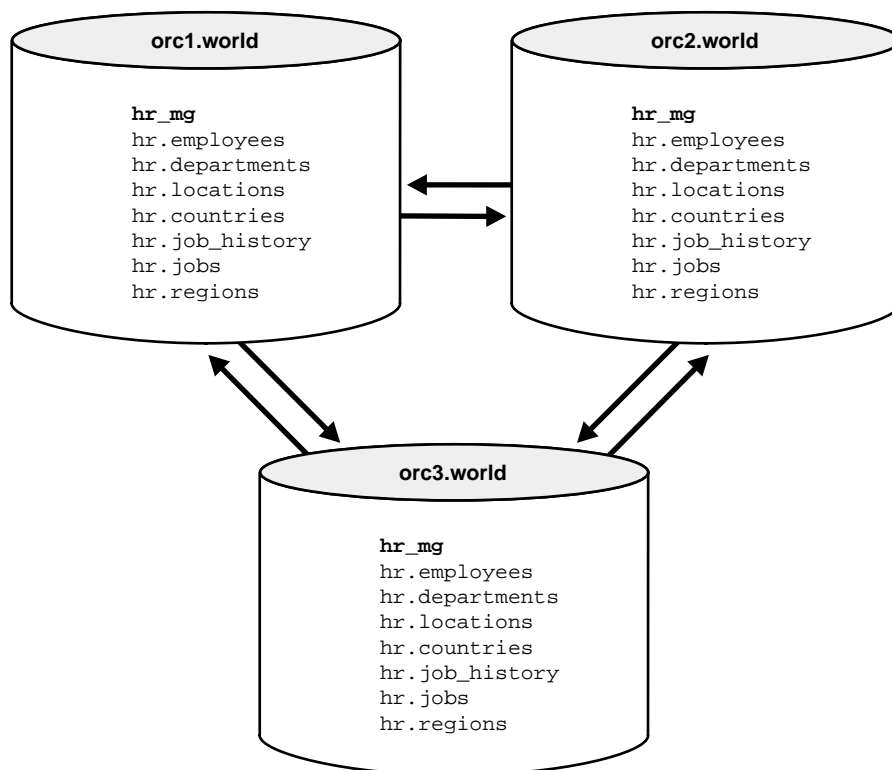 orc1.world
hr_mg
hr.employees
hr.departments
hr.locations
hr.countries
hr.job_history
hr.jobs
hr.regions
orc2.world
hr_mg
hr.employees
hr.departments
hr.locations
hr.countries
hr.job_history
hr.jobs
hr.regions
orc3.world
hr_mg
hr.employees
hr.departments
hr.locations
hr.countries
hr.job_history
hr.jobs
hr.regions